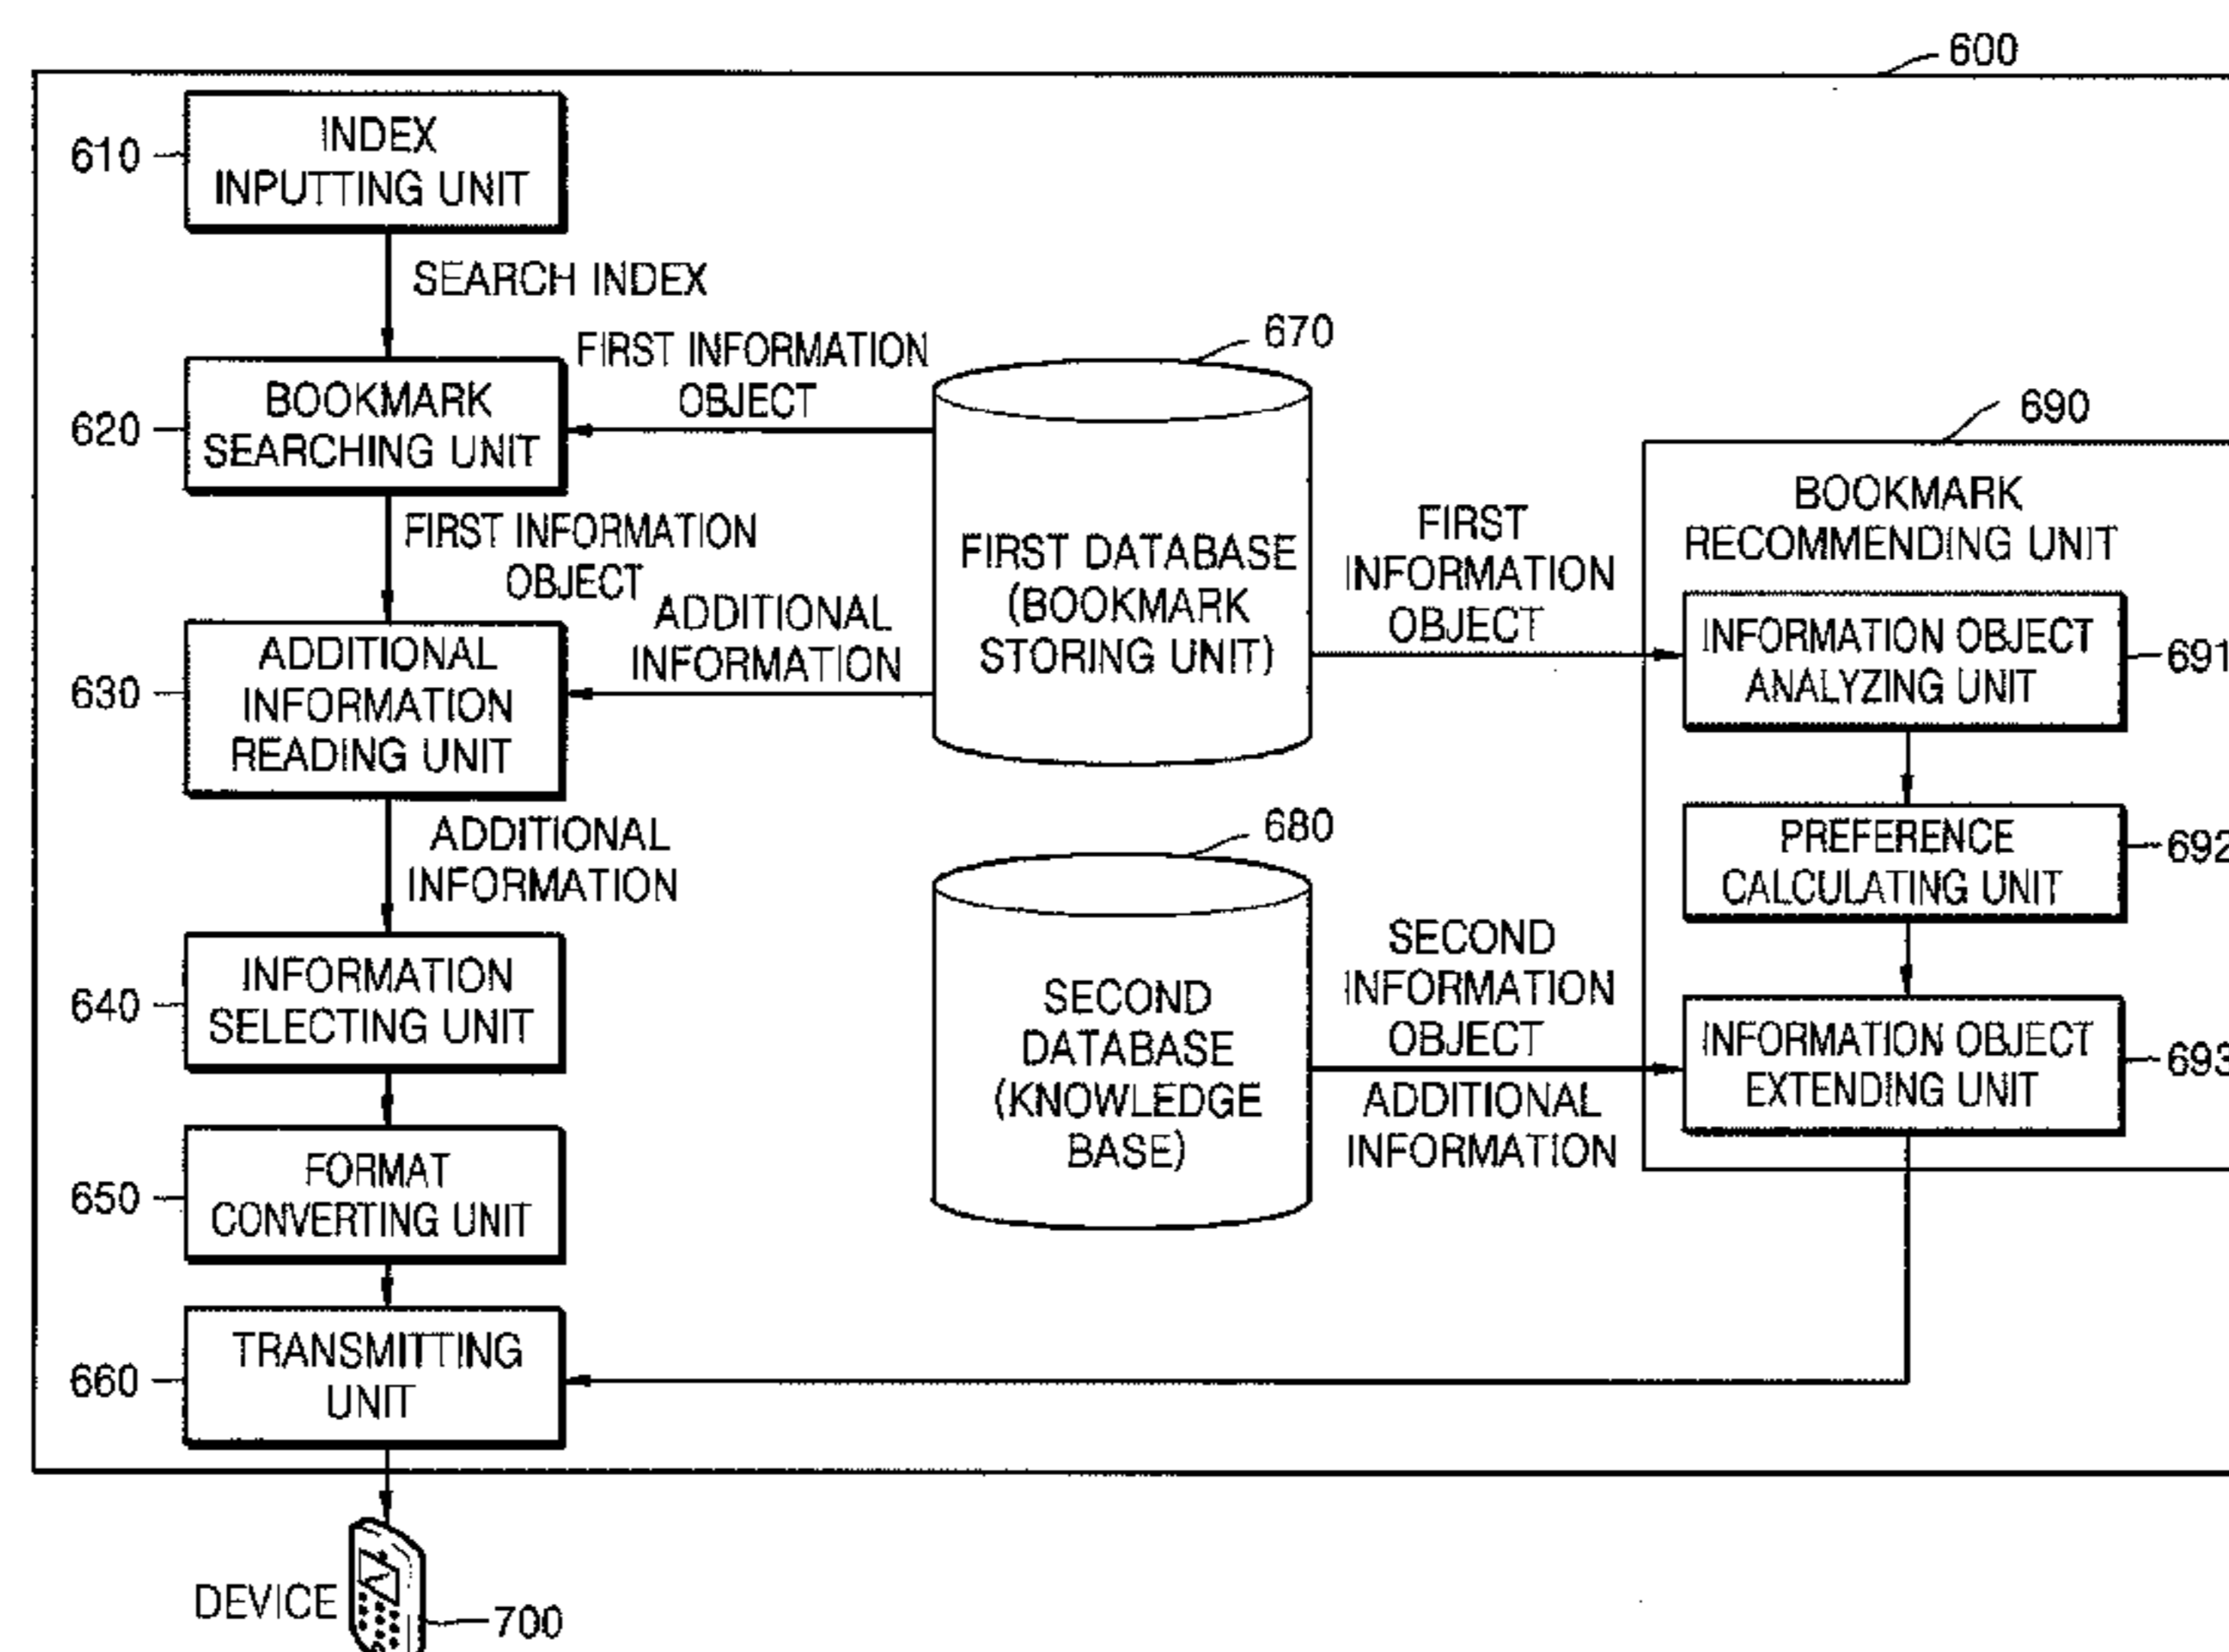 600
610
INDEX
INPUTTING UNIT
SEARCH INDEX
FIRST INFORMATION
OBJECT
670
620
BOOKMARK
SEARCHING UNIT
690
BOOKMARK
RECOMMENDING UNIT
FIRST INFORMATION
OBJECT
FIRST DATABASE
(BOOKMARK
STORING UNIT)
FIRST
INFORMATION
OBJECT
ADDITIONAL
INFORMATION
INFORMATION OBJECT
ANALYZING UNIT
691
630
ADDITIONAL
INFORMATION
READING UNIT
ADDITIONAL
INFORMATION
680
PREFERENCE
CALCULATING UNIT
692
640
INFORMATION
SELECTING UNIT
SECOND
DATABASE
(KNOWLEDGE
BASE)
SECOND
INFORMATION
OBJECT
ADDITIONAL
INFORMATION
INFORMATION OBJECT
EXTENDING UNIT
693
650
FORMAT
CONVERTING UNIT
660
TRANSMITTING
UNIT
DEVICE
700